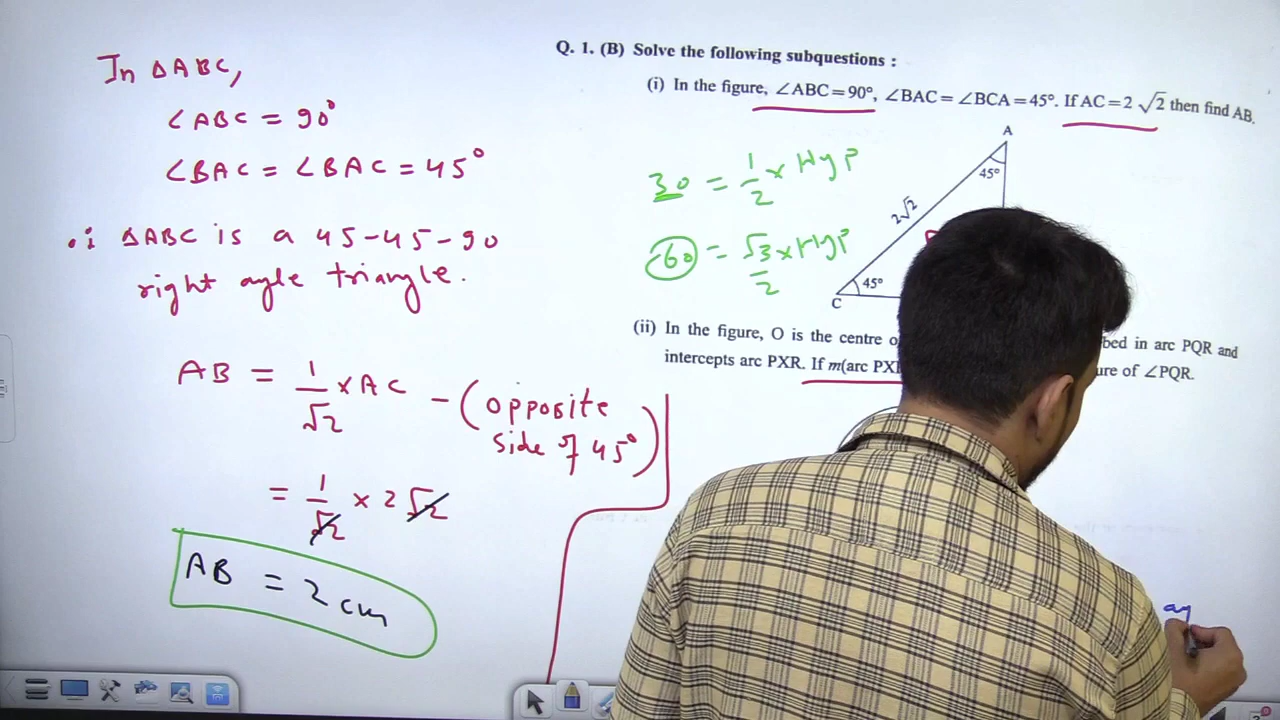 In ΔABC,
∠ABC = 90°
∠BAC = ∠BAC = 45°
∴ ΔABC is a 45-45-90
right agle triangle.
AB = 1/√2 × AC - (opposite side of 45°)
= 1/√2 × 2√2
AB = 2 cm
Q. 1. (B) Solve the following subquestions :
(i) In the figure, ∠ABC = 90°, ∠BAC = ∠BCA = 45°. If AC = 2 √2 then find AB.
30 = 1/2 × Hyp
60 = √3/2 × Hyp
A
45°
2√2
45°
C
(ii) In the figure, O is the centre bed in arc PQR and
intercepts arc PXR. If m(arc PX ure of ∠PQR.